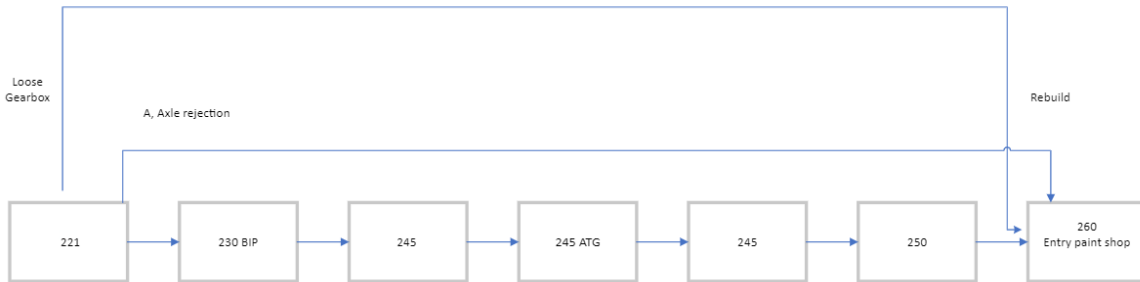 Loose
Gearbox
Rebuild
A, Axle rejection
221
230 BIP
245
245 ATG
245
250
260
Entry paint shop